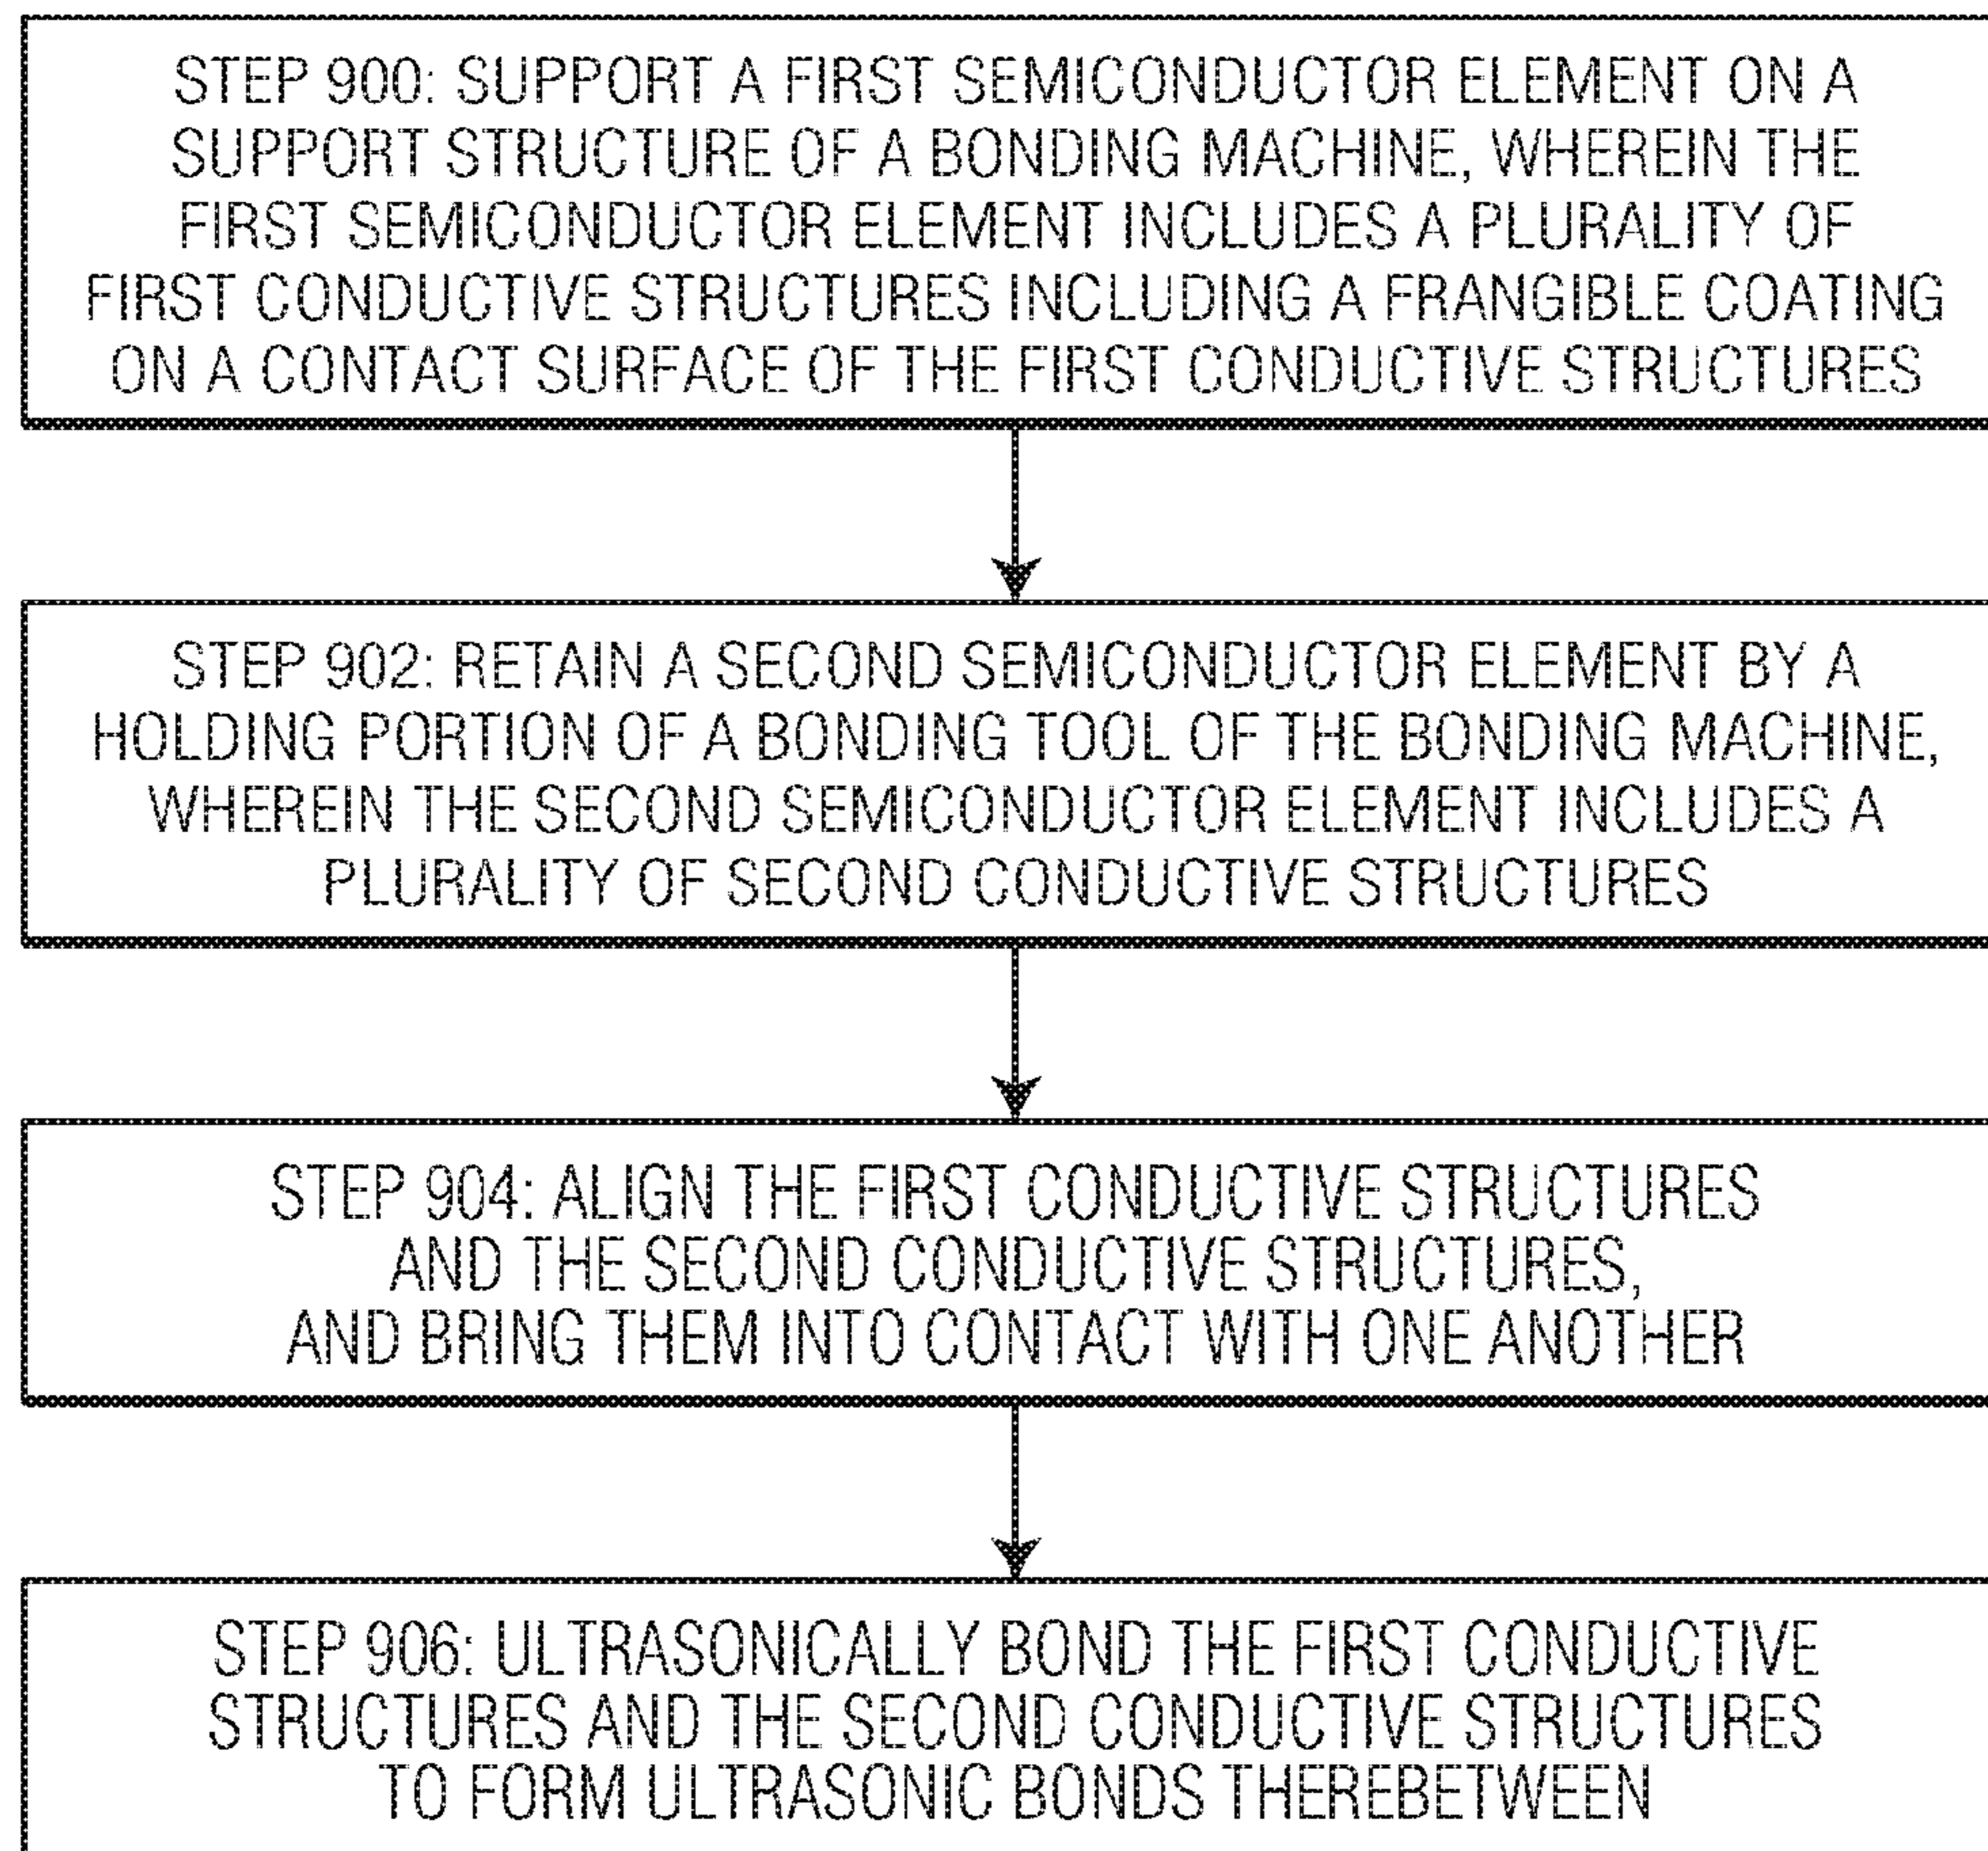 STEP 900: SUPPORT A FIRST SEMICONDUCTOR ELEMENT ON A
SUPPORT STRUCTURE OF A BONDING MACHINE, WHEREIN THE
FIRST SEMICONDUCTOR ELEMENT INCLUDES A PLURALITY OF
FIRST CONDUCTIVE STRUCTURES INCLUDING A FRANGIBLE COATING
ON A CONTACT SURFACE OF THE FIRST CONDUCTIVE STRUCTURES
STEP 902: RETAIN A SECOND SEMICONDUCTOR ELEMENT BY A
HOLDING PORTION OF A BONDING TOOL OF THE BONDING MACHINE,
WHEREIN THE SECOND SEMICONDUCTOR ELEMENT INCLUDES A
PLURALITY OF SECOND CONDUCTIVE STRUCTURES
STEP 904: ALIGN THE FIRST CONDUCTIVE STRUCTURES
AND THE SECOND CONDUCTIVE STRUCTURES,
AND BRING THEM INTO CONTACT WITH ONE ANOTHER
STEP 906: ULTRASONICALLY BOND THE FIRST CONDUCTIVE
STRUCTURES AND THE SECOND CONDUCTIVE STRUCTURES
TO FORM ULTRASONIC BONDS THEREBETWEEN